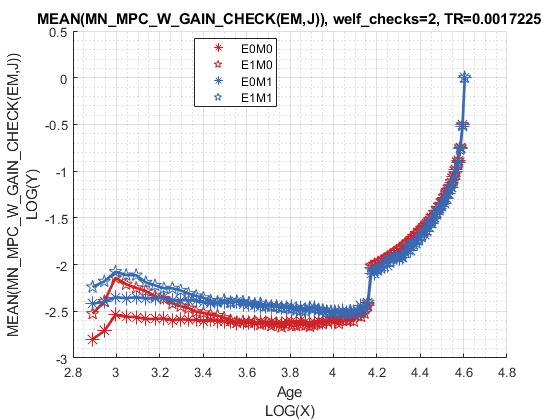 MEAN(MN_MPC_W_GAIN_CHECK(EM,J)), welf_checks=2, TR=0.0017225
E0M0
E1M0
E0M1
E1M1
0.5
0
-0.5
-1
-1.5
-2
-2.5
-3
MEAN(MN_MPC_W_GAIN_CHECK(EM,J))
LOG(Y)
2.8 3 3.2 3.4 3.6 3.8 4 4.2 4.4 4.6 4.8
Age
LOG(X)